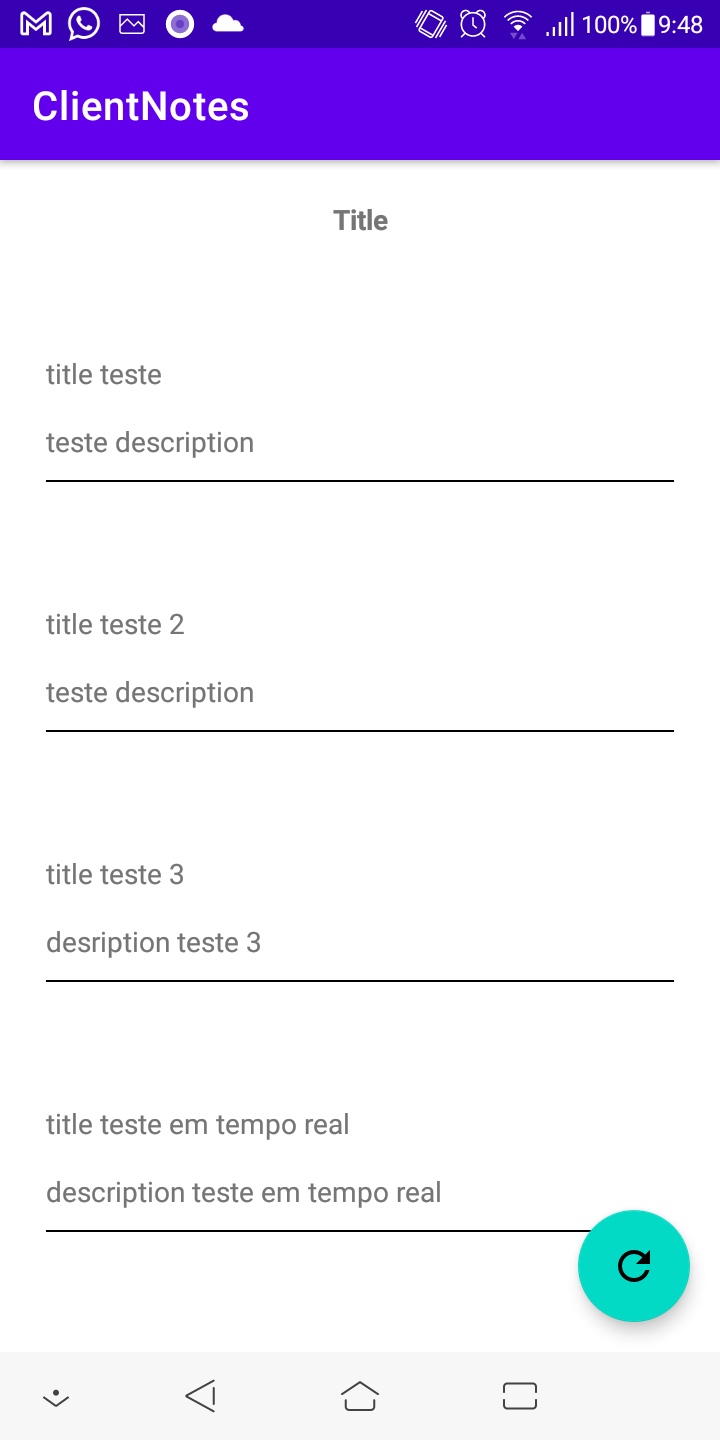 100% 9:48
ClientNotes
Title
title teste
teste description
title teste 2
teste description
title teste 3
desription teste 3
title teste em tempo real
description teste em tempo real